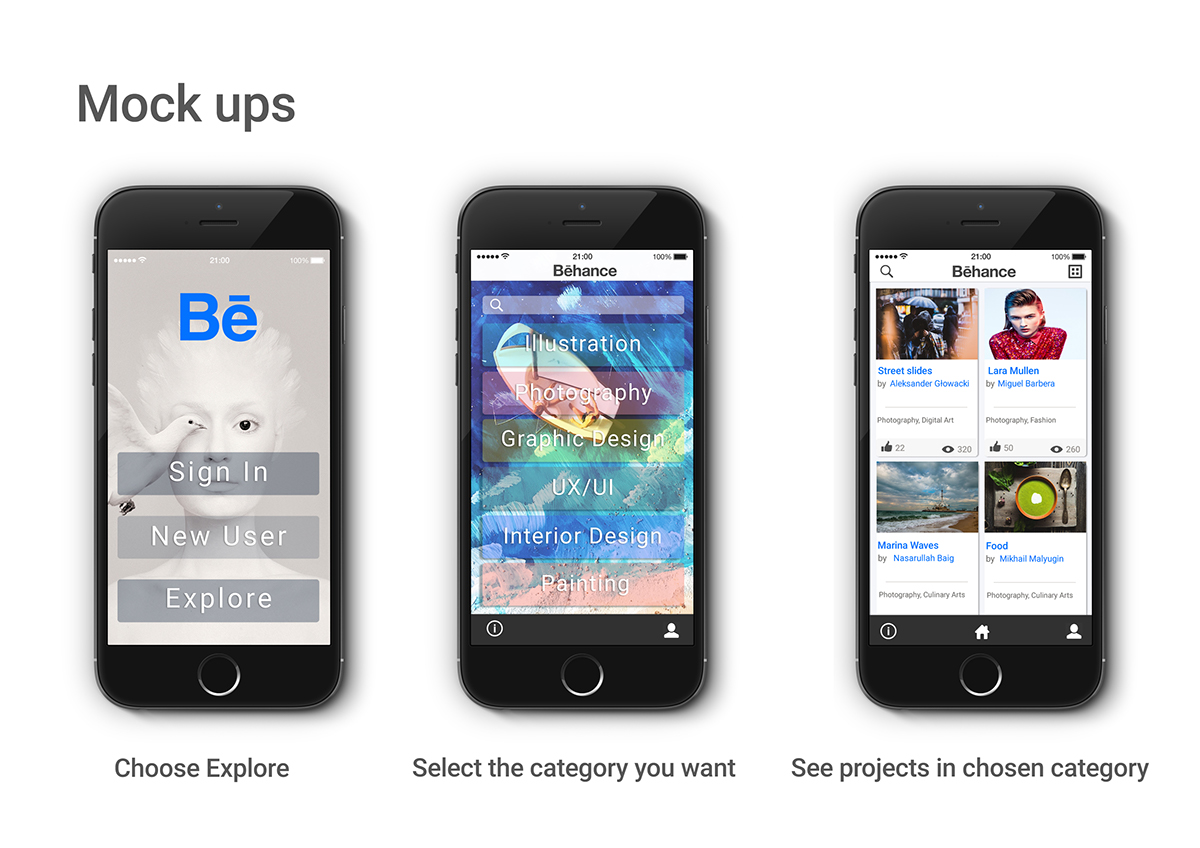 Mock ups
21:00
100%
Bē
Sign In
New User
Explore
Choose Explore
21:00
100%
Bēhance
Illustration
Photography
Graphic Design
UX/UI
Interior Design
Painting
Select the category you want
21:00
100%
Bēhance
Street slides
by Aleksander Głowacki
Photography, Digital Art
22
320
Lara Mullen
by Miguel Barbera
Photography, Fashion
50
260
Marina Waves
by Nasarullah Baig
Photography, Culinary Arts
Food
by Mikhail Malyugin
Photography, Culinary Arts
See projects in chosen category